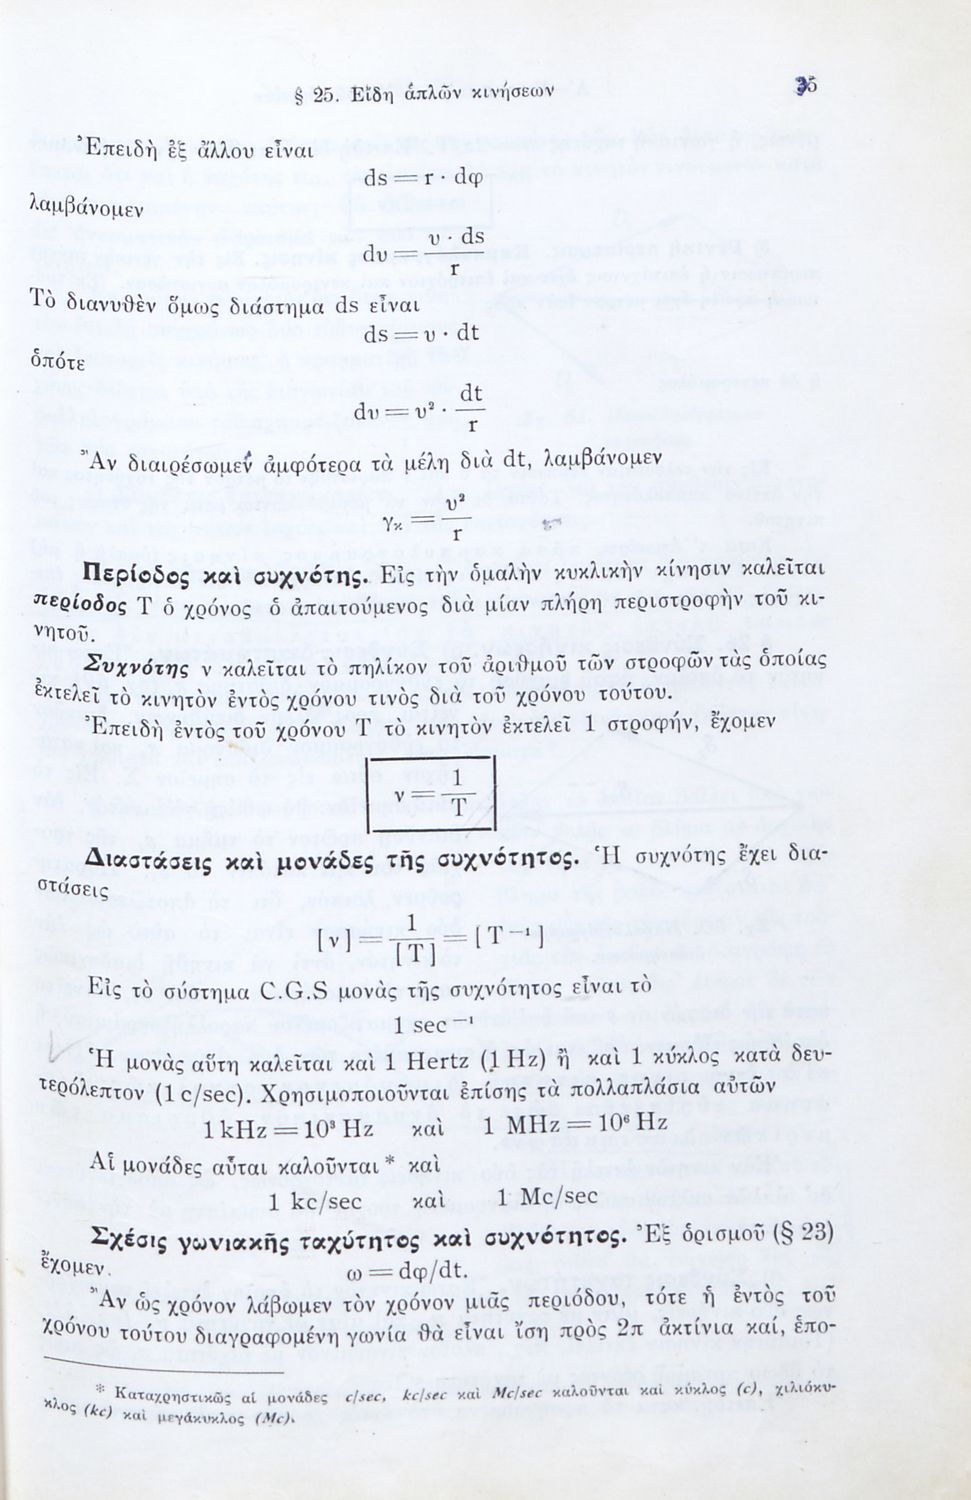 § 25. Εἴδη ἁπλῶν κινήσεων 35
Ἐπειδὴ ἐξ ἄλλου εἶναι
ds = r · dφ
λαμβάνομεν
dυ = υ · ds / r
Τὸ διανυθὲν ὅμως διάστημα ds εἶναι
ds = υ · dt
ὁπότε
dυ = υ² · dt / r
Ἂν διαιρέσωμεν ἀμφότερα τὰ μέλη διὰ dt, λαμβάνομεν
γκ = υ² / r
Περίοδος καὶ συχνότης. Εἰς τὴν ὁμαλὴν κυκλικὴν κίνησιν καλεῖται
περίοδος T ὁ χρόνος ὁ ἀπαιτούμενος διὰ μίαν πλήρη περιστροφὴν τοῦ κι-
νητοῦ.
Συχνότης ν καλεῖται τὸ πηλίκον τοῦ ἀριθμοῦ τῶν στροφῶν τὰς ὁποίας
ἐκτελεῖ τὸ κινητὸν ἐντὸς χρόνου τινὸς διὰ τοῦ χρόνου τούτου.
Ἐπειδὴ ἐντὸς τοῦ χρόνου T τὸ κινητὸν ἐκτελεῖ 1 στροφήν, ἔχομεν
ν = 1 / T
Διαστάσεις καὶ μονάδες τῆς συχνότητος. Ἡ συχνότης ἔχει δια-
στάσεις
[ν] = 1 / [T] = [T⁻¹]
Εἰς τὸ σύστημα C.G.S μονὰς τῆς συχνότητος εἶναι τὸ
1 sec⁻¹
Ἡ μονὰς αὕτη καλεῖται καὶ 1 Hertz (1 Hz) ἢ καὶ 1 κύκλος κατὰ δευ-
τερόλεπτον (1 c/sec). Χρησιμοποιοῦνται ἐπίσης τὰ πολλαπλάσια αὐτῶν
1 kHz = 10³ Hz καὶ 1 MHz = 10⁶ Hz
Αἱ μονάδες αὗται καλοῦνται * καὶ
1 kc/sec καὶ 1 Mc/sec
Σχέσις γωνιακῆς ταχύτητος καὶ συχνότητος. Ἐξ ὁρισμοῦ (§ 23)
ἔχομεν
ω = dφ/dt.
Ἂν ὡς χρόνον λάβωμεν τὸν χρόνον μιᾶς περιόδου, τότε ἡ ἐντὸς τοῦ
χρόνου τούτου διαγραφομένη γωνία θὰ εἶναι ἴση πρὸς 2π ἀκτίνια καί, ἑπο-
* Καταχρηστικῶς αἱ μονάδες c/sec, kc/sec καὶ Mc/sec καλοῦνται καὶ κύκλος (c), χιλιόκυ-
κλος (kc) καὶ μεγάκυκλος (Mc).